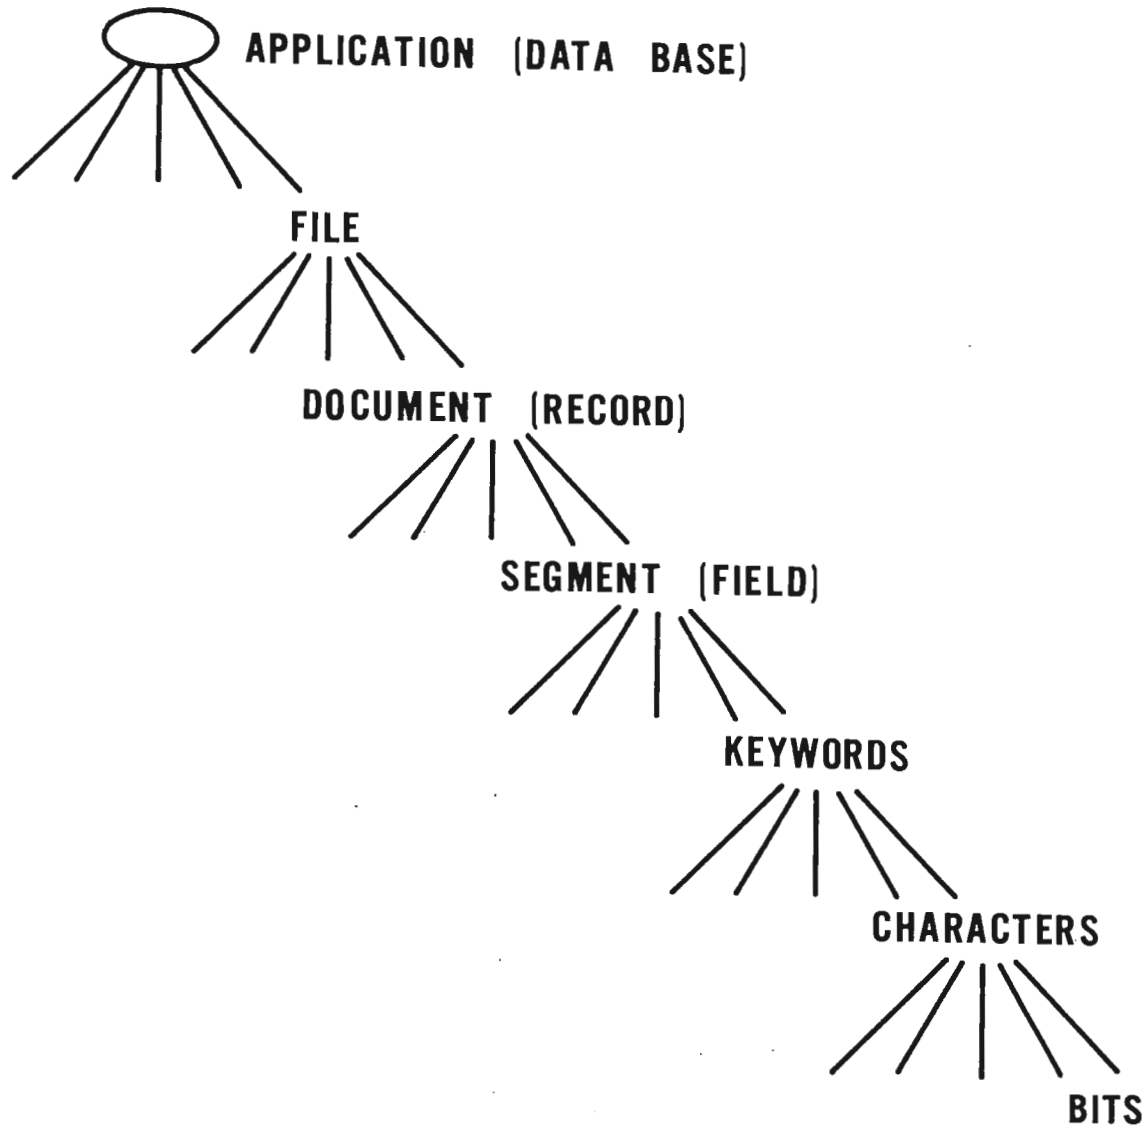 APPLICATION (DATA BASE)
FILE
DOCUMENT (RECORD)
SEGMENT (FIELD)
KEYWORDS
CHARACTERS
BITS